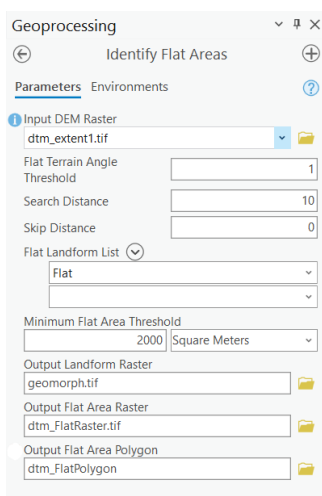 Geoprocessing
Identify Flat Areas
Parameters Environments
Input DEM Raster
dtm_extent1.tif
Flat Terrain Angle
Threshold
1
Search Distance 10
Skip Distance 0
Flat Landform List
Flat
Minimum Flat Area Threshold
2000 Square Meters
Output Landform Raster
geomorph.tif
Output Flat Area Raster
dtm_FlatRaster.tif
Output Flat Area Polygon
dtm_FlatPolygon